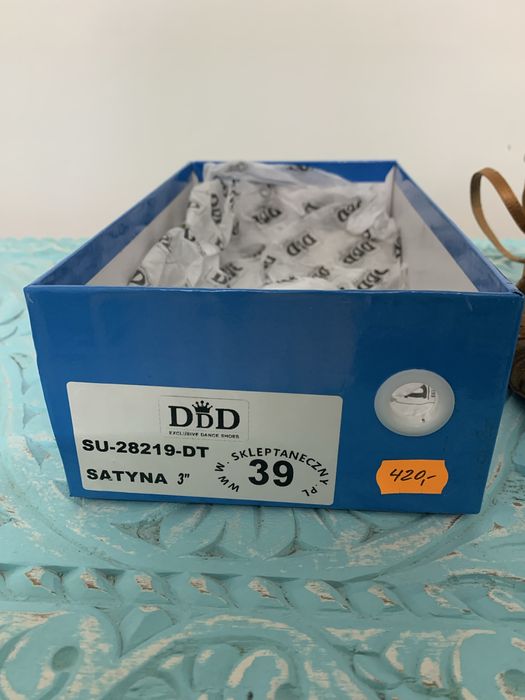 DDD
EXCLUSIVE DANCE SHOES
SU-28219-DT
SATYNA 3"
WWW.SKLEPTANECZNY.PL
39
420,-